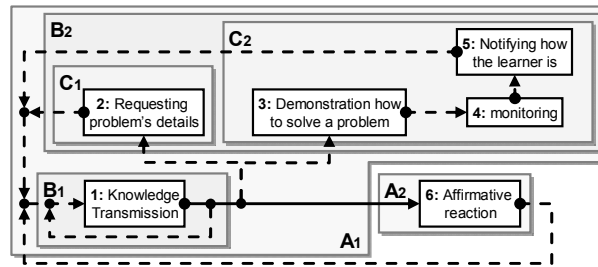 B2
C2
5: Notifying how
the learner is
C1
2: Requesting
problem's details
3: Demonstration how
to solve a problem
4: monitoring
B1
1: Knowledge
Transmission
A2
6: Affirmative
reaction
A1